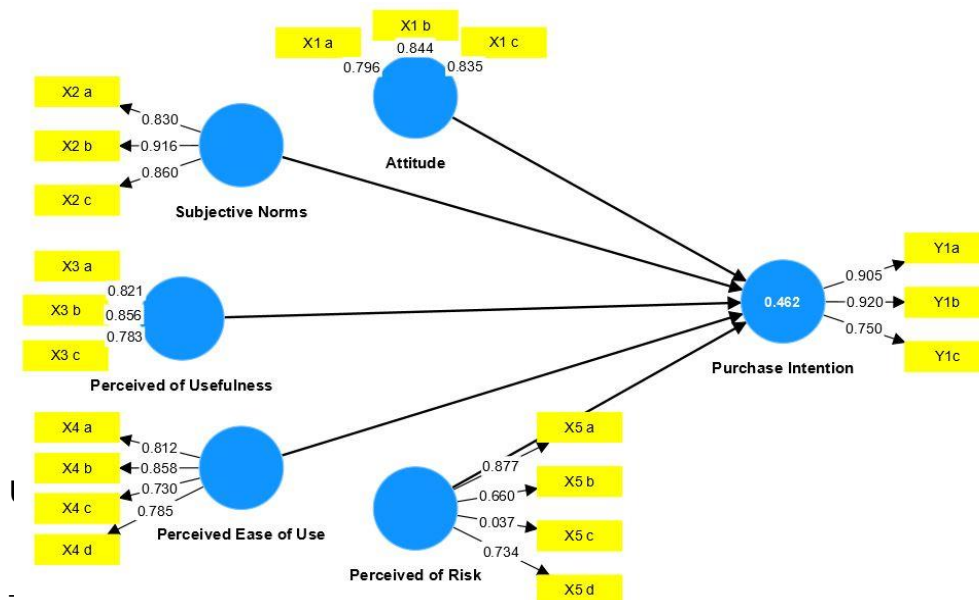 X1 b
X1 a
X1 c
0.844
0.796
0.835
Attitude
X2 a
X2 b
X2 c
0.830
0.916
0.860
Subjective Norms
X3 a
X3 b
X3 c
0.821
0.856
0.783
Perceived of Usefulness
X4 a
X4 b
X4 c
X4 d
0.812
0.858
0.730
0.785
Perceived Ease of Use
X5 a
X5 b
X5 c
X5 d
0.877
0.660
0.037
0.734
Perceived of Risk
0.462
Purchase Intention
Y1a
Y1b
Y1c
0.905
0.920
0.750